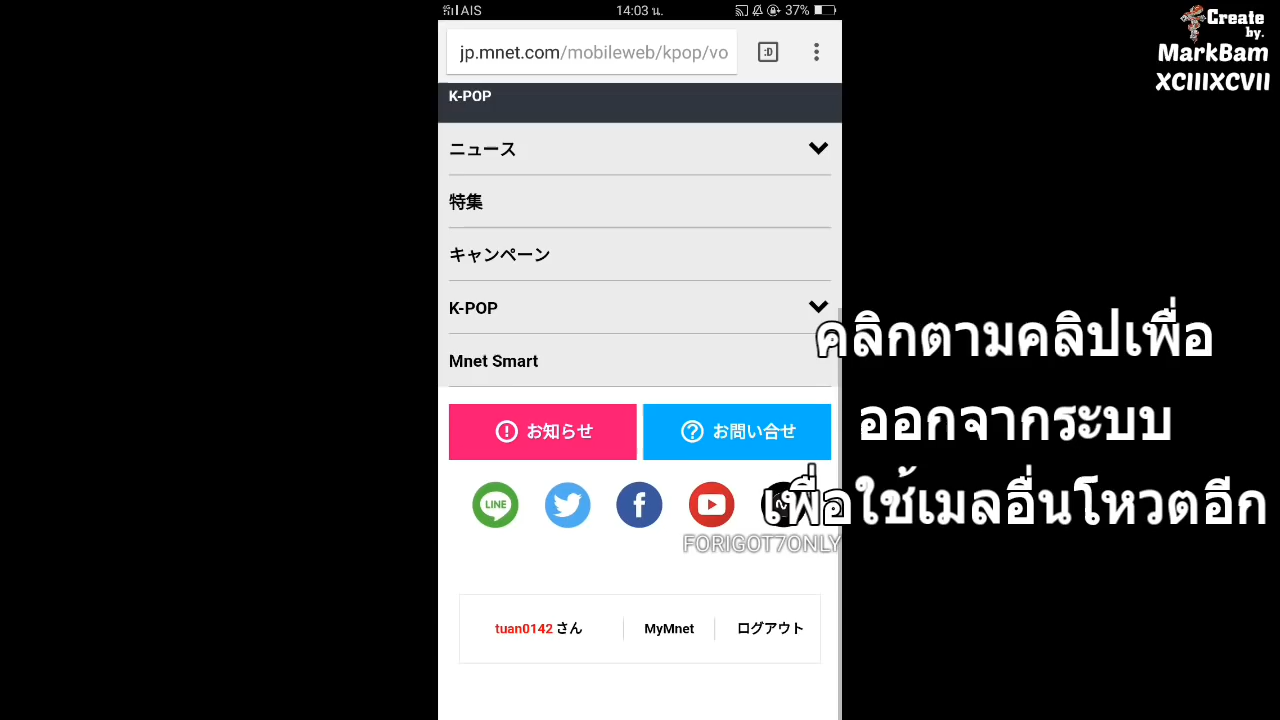 AIS
14:03 น.
37%
jp.mnet.com/mobileweb/kpop/vo
:D
K-POP
ニュース
特集
キャンペーン
K-POP
Mnet Smart
お知らせ
お問い合せ
LINE
FORIGOT7ONLY
tuan0142 さん
MyMnet
ログアウト
Create
by.
MarkBam
XCIIIXCVII
คลิกตามคลิปเพื่อ
ออกจากระบบ
เพื่อใช้เมลอื่นโหวตอีก